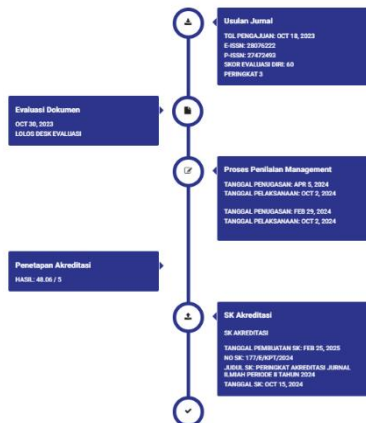 Usulan Jurnal
TGL PENGAJUAN: OCT 18, 2023
E-ISSN: 28076222
P-ISSN: 27472493
SKOR EVALUASI DIRI: 60
PERINGKAT 3
Evaluasi Dokumen
OCT 30, 2023
LOLOS DESK EVALUASI
Proses Penilaian Management
TANGGAL PENUGASAN: APR 5, 2024
TANGGAL PELAKSANAAN: OCT 2, 2024
TANGGAL PENUGASAN: FEB 29, 2024
TANGGAL PELAKSANAAN: OCT 2, 2024
Penetapan Akreditasi
HASIL: 48.06 / 5
SK Akreditasi
SK AKREDITASI
TANGGAL PEMBUATAN SK: FEB 25, 2025
NO SK: 177/E/KPT/2024
JUDUL SK: PERINGKAT AKREDITASI JURNAL
ILMIAH PERIODE II TAHUN 2024
TANGGAL SK: OCT 15, 2024